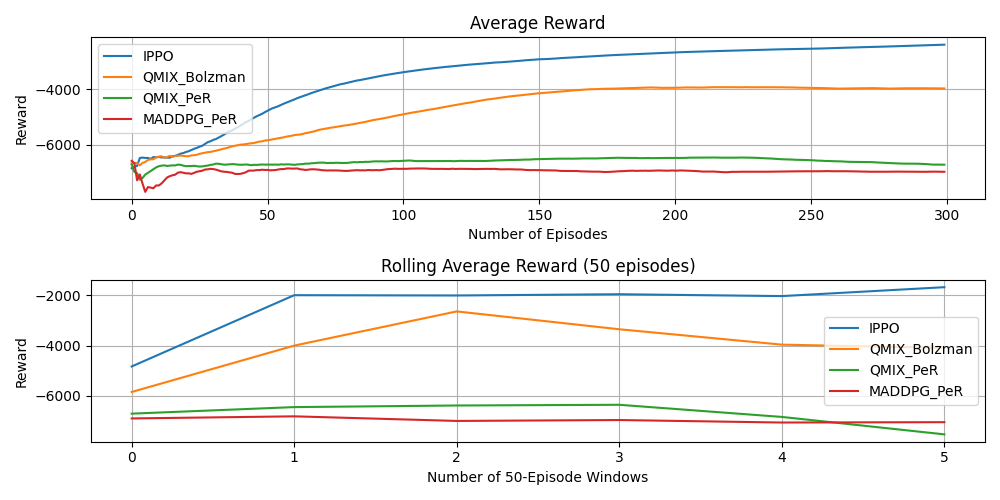 Average Reward
IPPO
QMIX_Bolzman
QMIX_PeR
MADDPG_PeR
Reward
−4000
−6000
0 50 100 150 200 250 300
Number of Episodes
Rolling Average Reward (50 episodes)
Reward
−2000
−4000
−6000
IPPO
QMIX_Bolzman
QMIX_PeR
MADDPG_PeR
0 1 2 3 4 5
Number of 50-Episode Windows